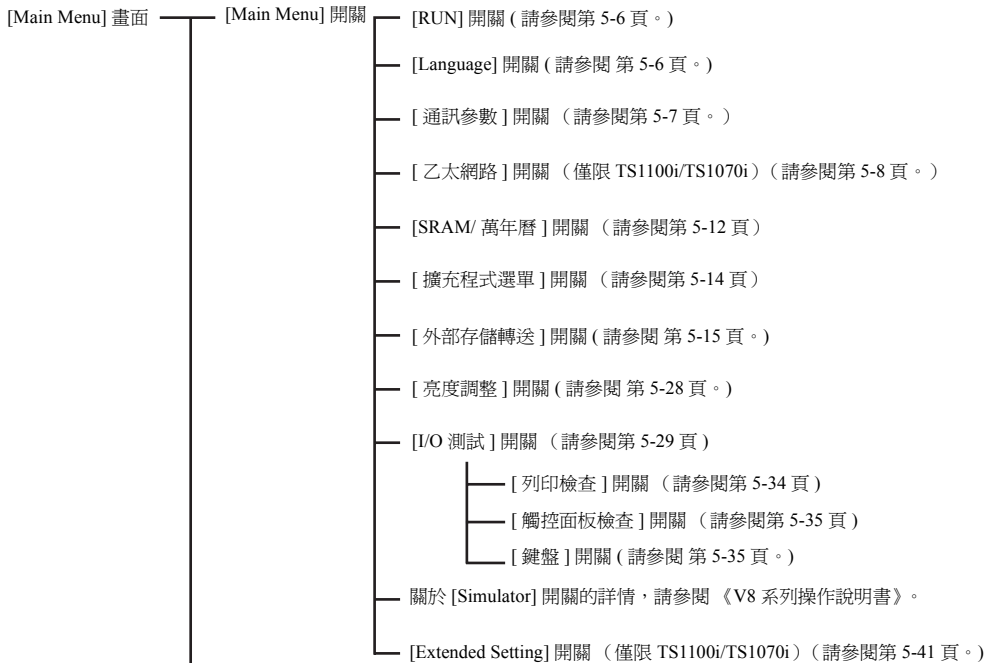 [Main Menu] 畫面
[Main Menu] 開關
[RUN] 開關 ( 請參閱第 5-6 頁。)
[Language] 開關 ( 請參閱 第 5-6 頁。)
[ 通訊參數 ] 開關 （請參閱第 5-7 頁。）
[ 乙太網路 ] 開關 （僅限 TS1100i/TS1070i）（請參閱第 5-8 頁。）
[SRAM/ 萬年曆 ] 開關 （請參閱第 5-12 頁）
[ 擴充程式選單 ] 開關 （請參閱第 5-14 頁）
[ 外部存儲轉送 ] 開關 ( 請參閱 第 5-15 頁。)
[ 亮度調整 ] 開關 ( 請參閱 第 5-28 頁。)
[I/O 測試 ] 開關 （請參閱第 5-29 頁 )
[ 列印檢查 ] 開關 （請參閱第 5-34 頁 )
[ 觸控面板檢查 ] 開關 （請參閱第 5-35 頁 )
[ 鍵盤 ] 開關 ( 請參閱 第 5-35 頁。)
關於 [Simulator] 開關的詳情，請參閱 《V8 系列操作說明書》。
[Extended Setting] 開關 （僅限 TS1100i/TS1070i）（請參閱第 5-41 頁。)